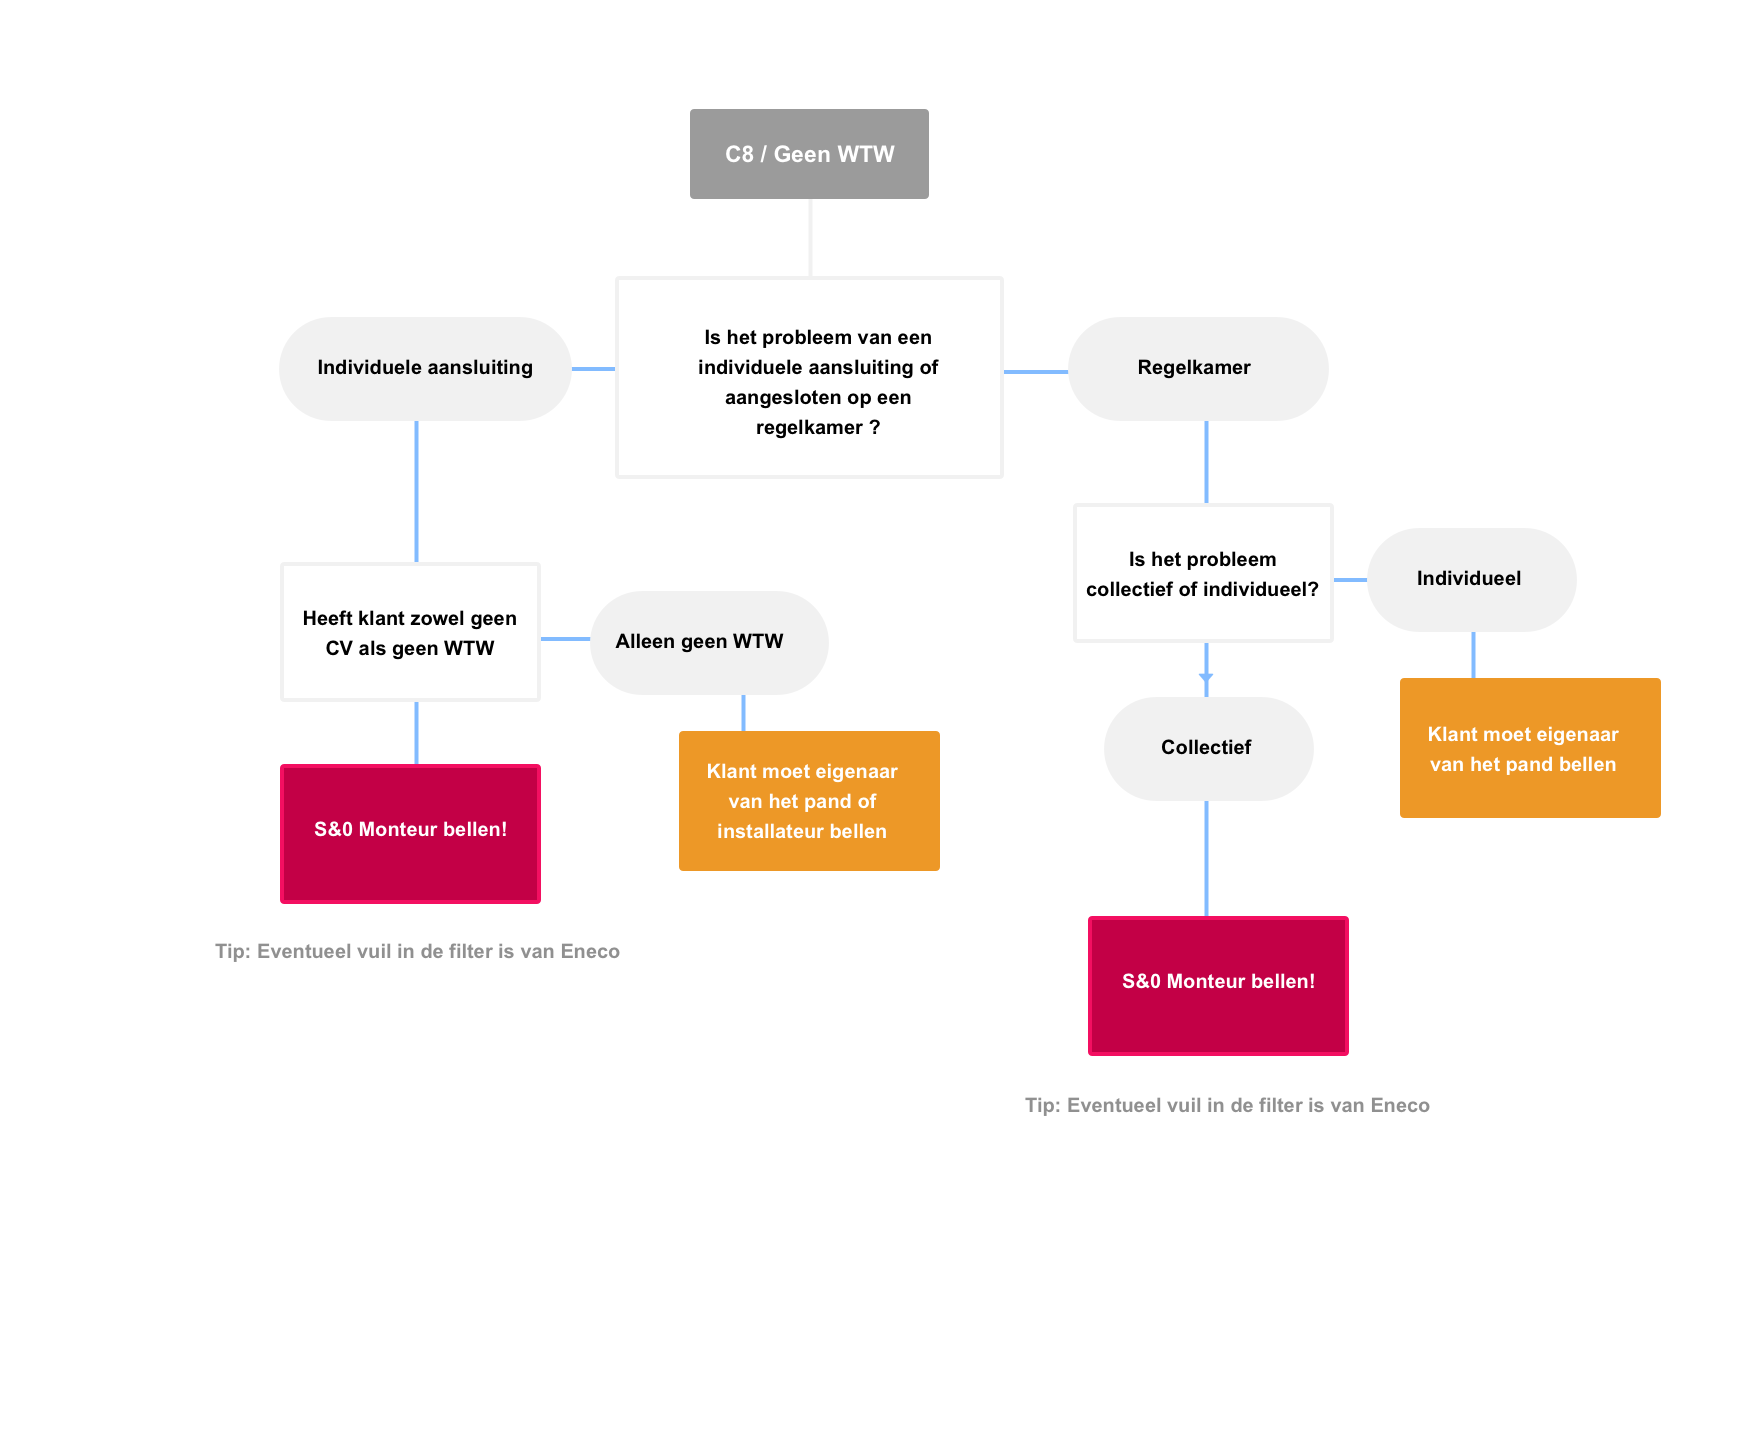 C8 / Geen WTW
Is het probleem van een
individuele aansluiting of
aangesloten op een
regelkamer ?
Individuele aansluiting
Regelkamer
Heeft klant zowel geen
CV als geen WTW
Alleen geen WTW
Klant moet eigenaar
van het pand of
installateur bellen
S&0 Monteur bellen!
Tip: Eventueel vuil in de filter is van Eneco
Is het probleem
collectief of individueel?
Individueel
Klant moet eigenaar
van het pand bellen
Collectief
S&0 Monteur bellen!
Tip: Eventueel vuil in de filter is van Eneco